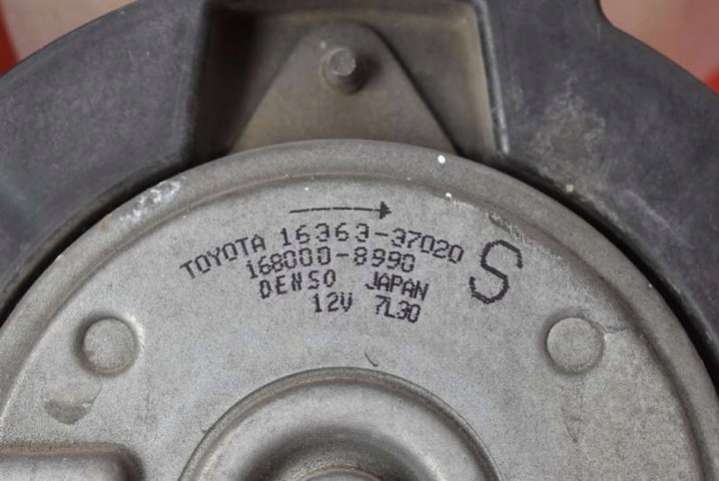 TOYOTA 16363-37020
168000-8990
DENSO JAPAN
12V 7L30
S